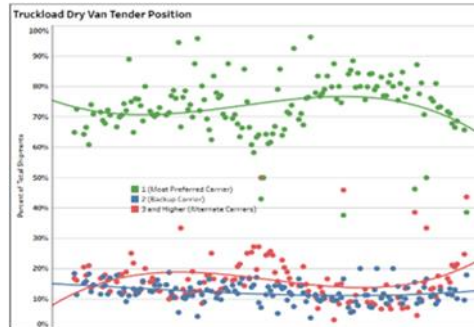 Truckload Dry Van Tender Position
100%
90%
80%
70%
60%
50%
40%
30%
20%
10%
0%
Percent of Total Shipments
1 (Most Preferred Carrier)
2 (Backup Carrier)
3 and Higher (Alternate Carriers)